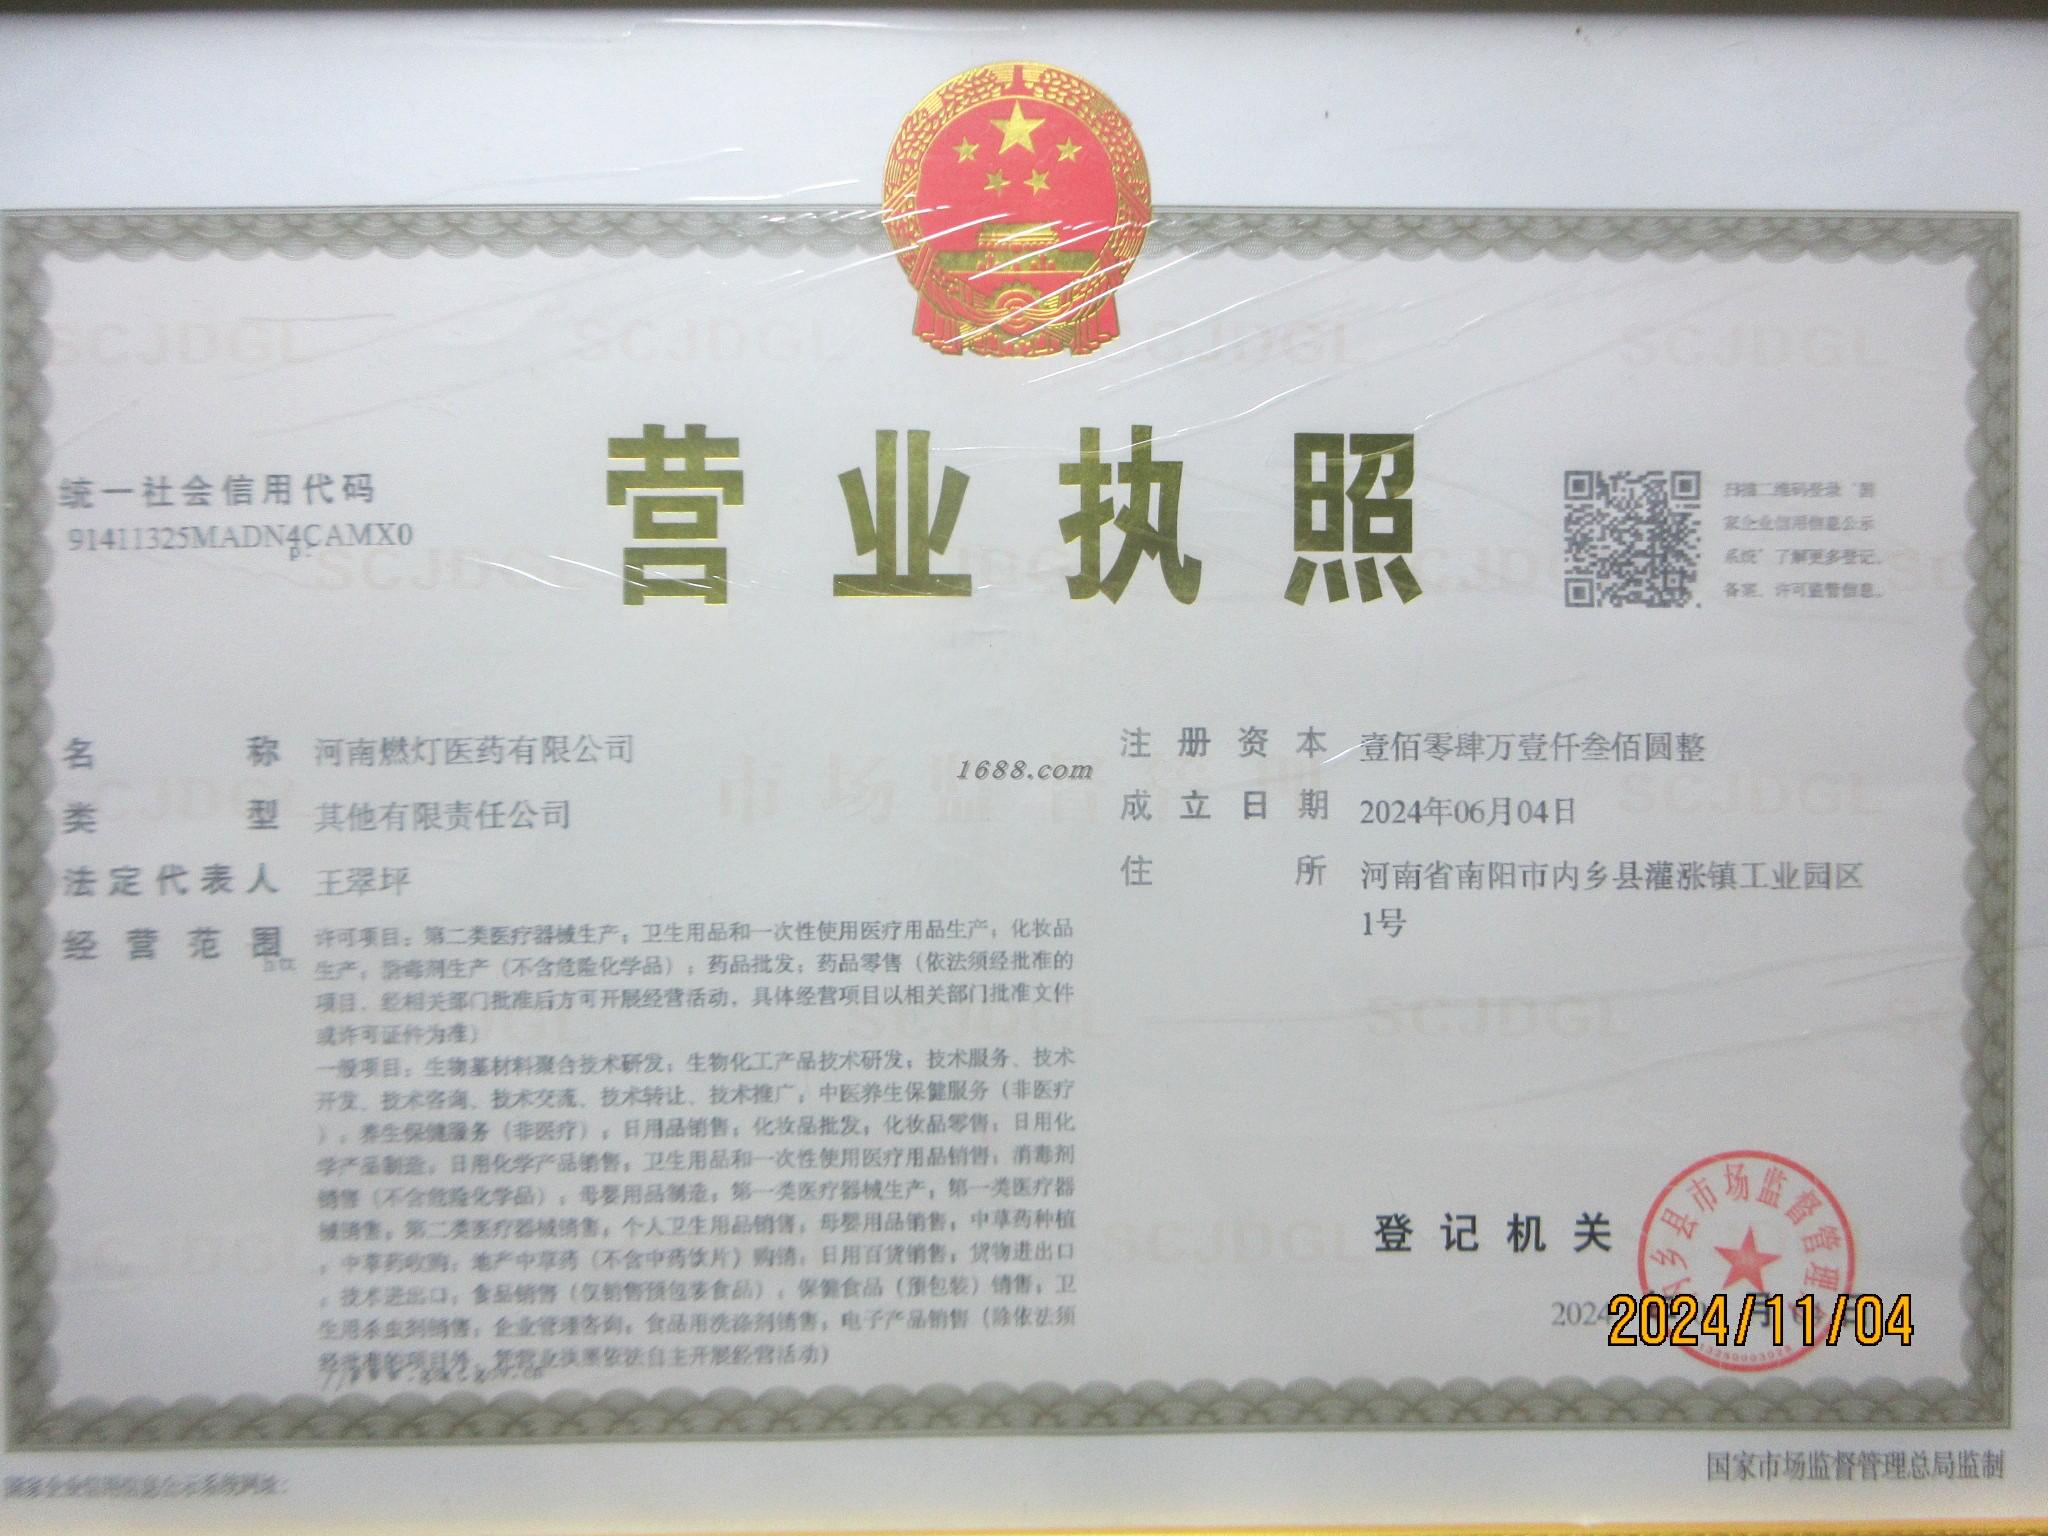 营业执照
统一社会信用代码
91411325MADN4CAMX0
扫描二维码登录“国
家企业信用信息公示
系统”了解更多登记、
备案、许可监管信息。
名称 河南燃灯医药有限公司
类型 其他有限责任公司
法定代表人 王翠坪
经营范围 许可项目：第二类医疗器械生产；卫生用品和一次性使用医疗用品生产；化妆品
生产；消毒剂生产（不含危险化学品）；药品批发；药品零售（依法须经批准的
项目，经相关部门批准后方可开展经营活动，具体经营项目以相关部门批准文件
或许可证件为准）
一般项目：生物基材料聚合技术研发；生物化工产品技术研发；技术服务、技术
开发、技术咨询、技术交流、技术转让、技术推广；中医养生保健服务（非医疗
）；养生保健服务（非医疗）；日用品销售；化妆品批发；化妆品零售；日用化
学产品制造；日用化学产品销售；卫生用品和一次性使用医疗用品销售；消毒剂
销售（不含危险化学品）；母婴用品制造；第一类医疗器械生产；第一类医疗器
械销售；第二类医疗器械销售；个人卫生用品销售；母婴用品销售；中草药种植
；中草药收购；地产中草药（不含中药饮片）购销；日用百货销售；货物进出口
；技术进出口；食品销售（仅销售预包装食品）；保健食品（预包装）销售；卫
生用杀虫剂销售；企业管理咨询；食品用洗涤剂销售；电子产品销售（除依法须
经批准的项目外，凭营业执照依法自主开展经营活动）
1688.com
注册资本 壹佰零肆万壹仟叁佰圆整
成立日期 2024年06月04日
住所 河南省南阳市内乡县灌涨镇工业园区
1号
登记机关
内乡县市场监督管理
2024
2024/11/04
国家企业信用信息公示系统网址：
国家市场监督管理总局监制